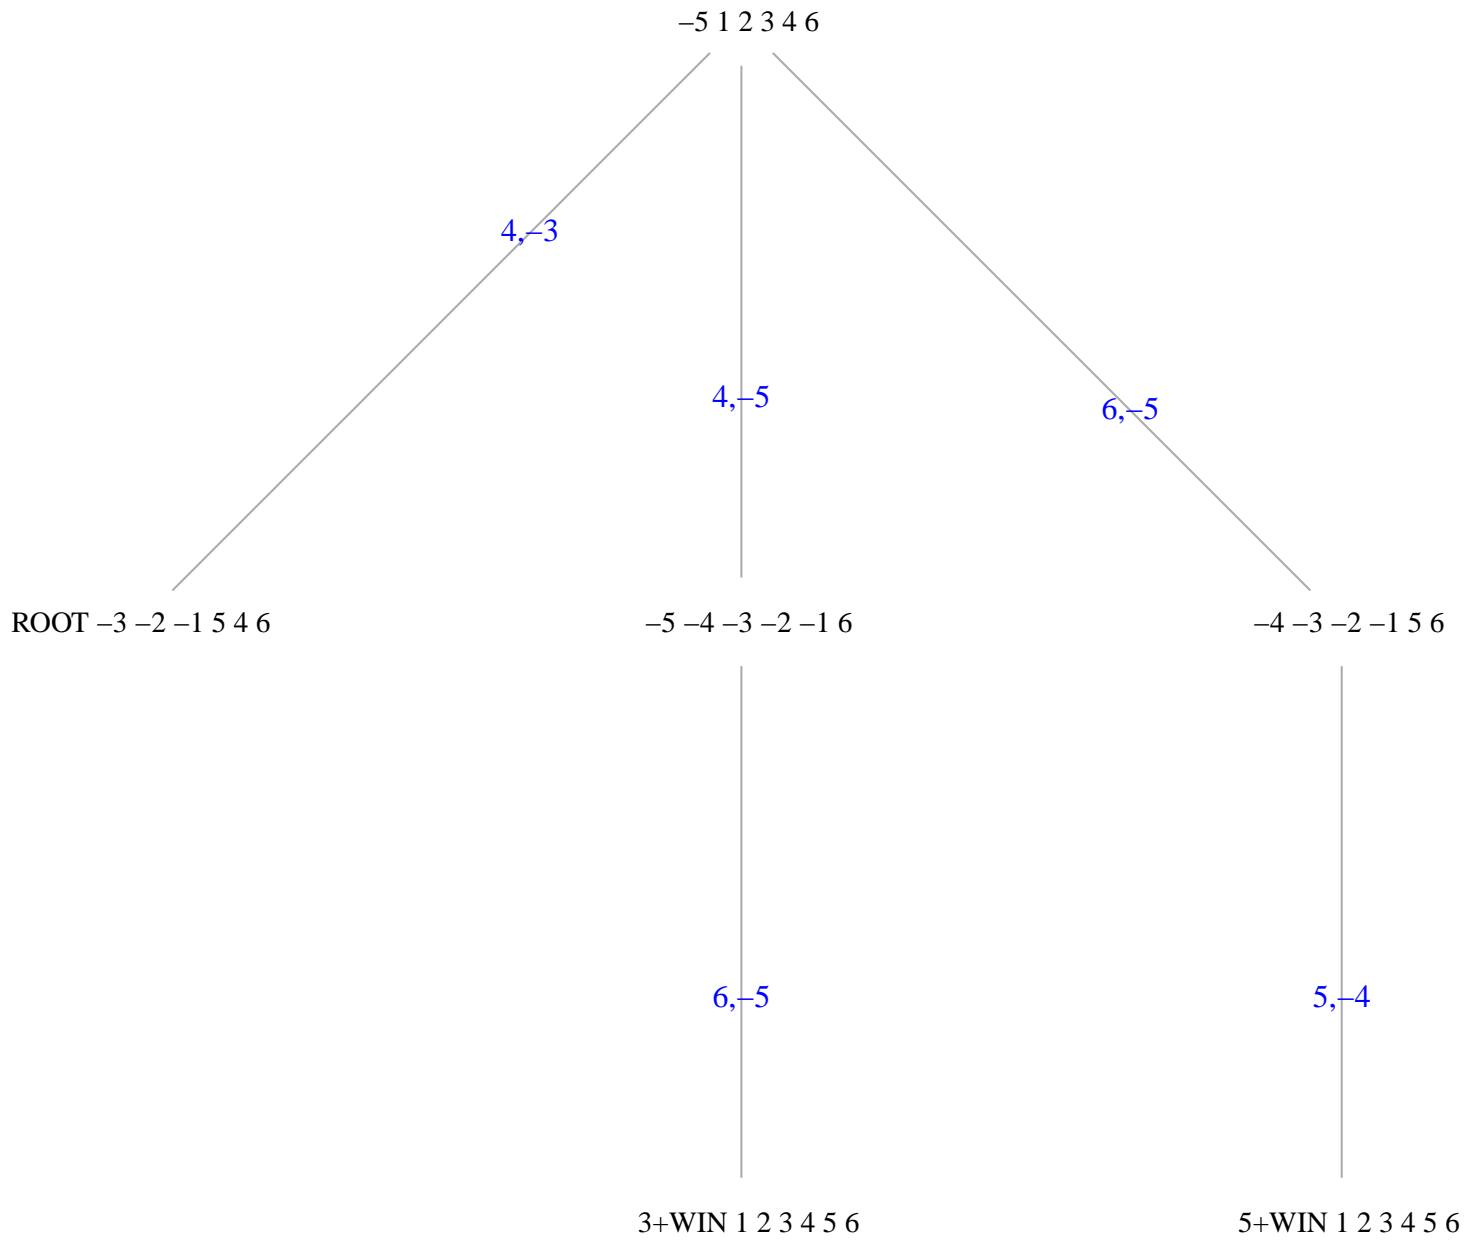 –5 1 2 3 4 6
4,–3
4,–5
6,–5
ROOT –3 –2 –1 5 4 6
–5 –4 –3 –2 –1 6
–4 –3 –2 –1 5 6
6,–5
5,–4
3+WIN 1 2 3 4 5 6
5+WIN 1 2 3 4 5 6